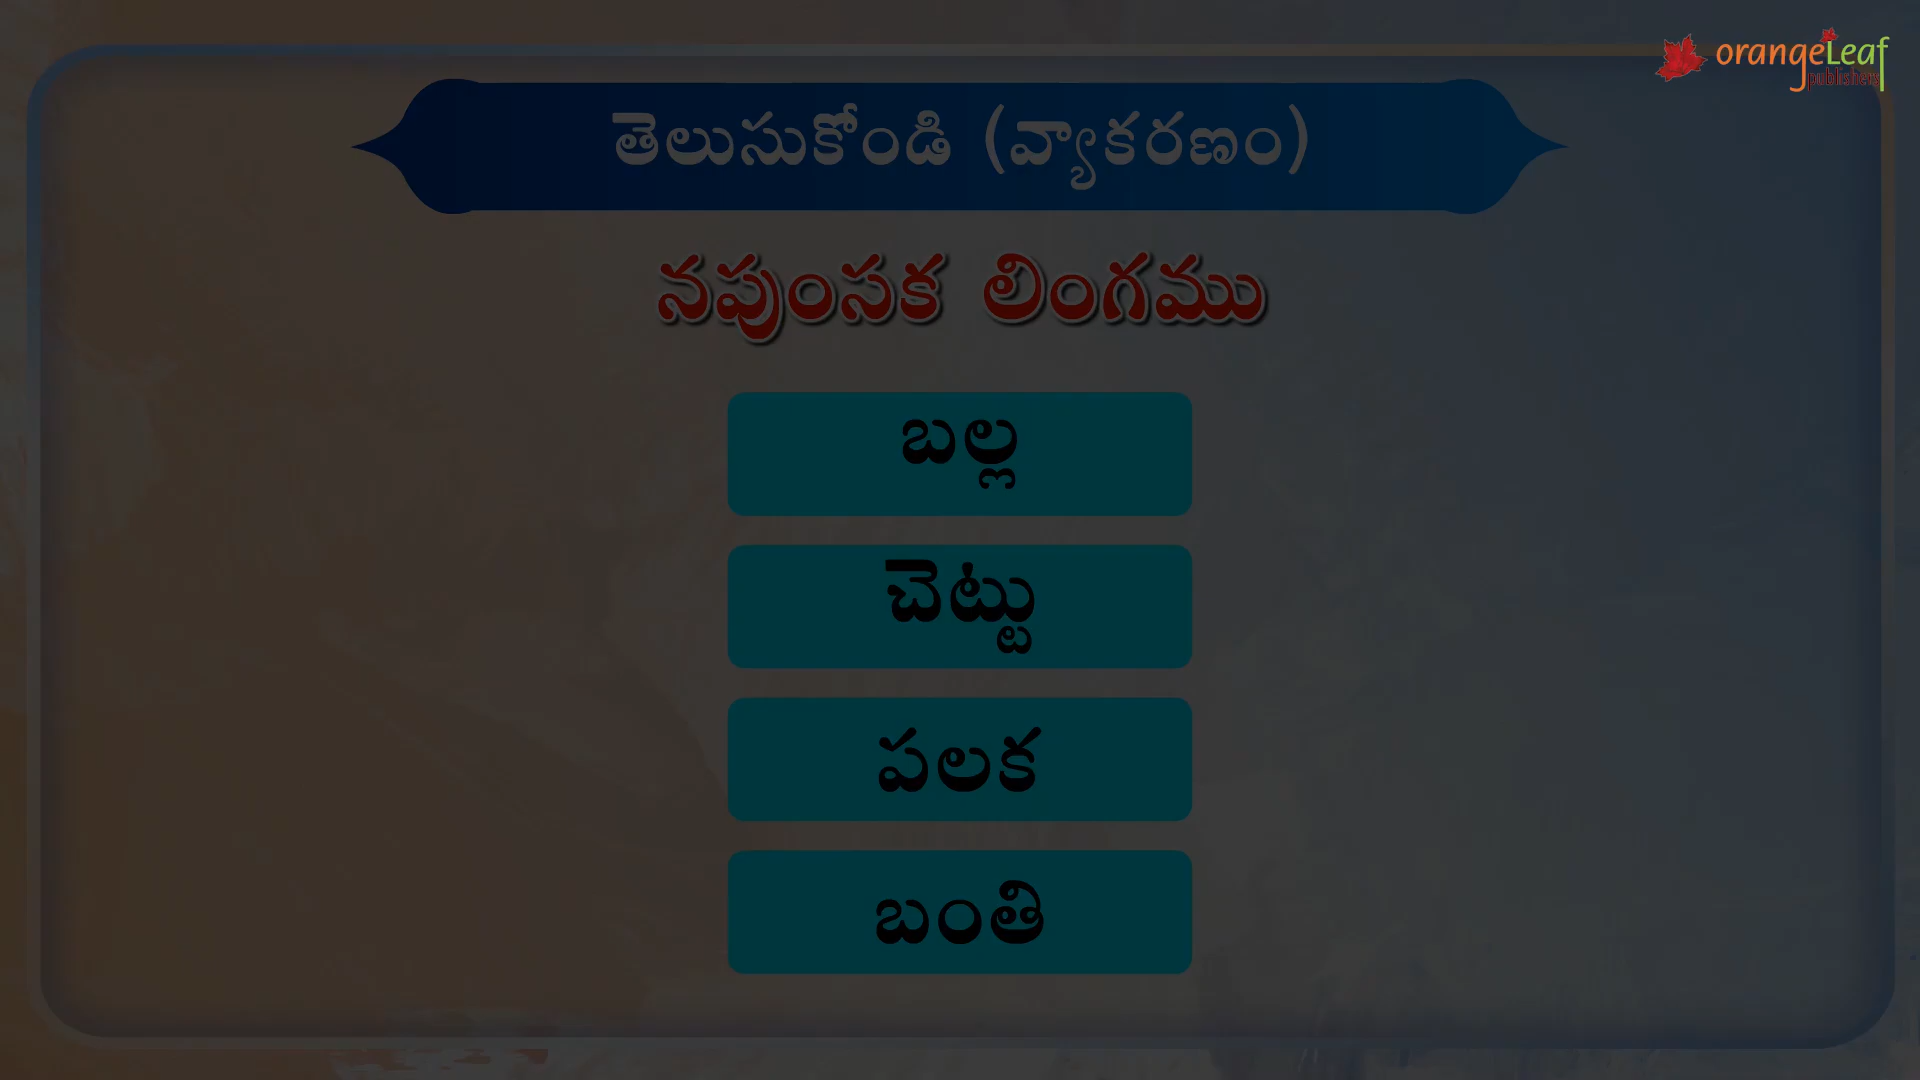 orangeLeaf
publishers
తెలుసుకోండి (వ్యాకరణం)
నపుంసక లింగము
బల్ల
చెట్టు
పలక
బంతి